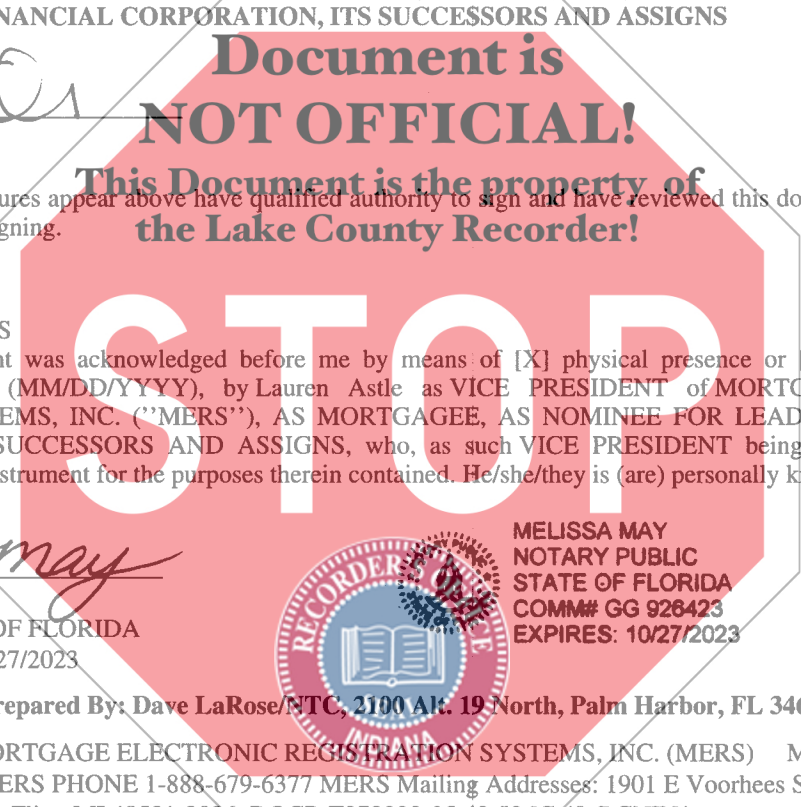 NANCIAL CORPORATION, ITS SUCCESSORS AND ASSIGNS
Document is
NOT OFFICIAL!
This Document is the property of
ures appear above have qualified authority to sign and have reviewed this do
the Lake County Recorder!
gning.
STOP
S
nt was acknowledged before me by means of [X] physical presence or [
(MM/DD/YYYY), by Lauren Astle as VICE PRESIDENT of MORTG
EMS, INC. (''MERS''), AS MORTGAGEE, AS NOMINEE FOR LEAD
SUCCESSORS AND ASSIGNS, who, as such VICE PRESIDENT being
strument for the purposes therein contained. He/she/they is (are) personally k
may
MELISSA MAY
NOTARY PUBLIC
STATE OF FLORIDA
COMM# GG 926423
EXPIRES: 10/27/2023
RECORDER'S OFFICE
INDIANA
OF FLORIDA
27/2023
repared By: Dave LaRose/NTC, 2100 Alt. 19 North, Palm Harbor, FL 346
ORTGAGE ELECTRONIC REGISTRATION SYSTEMS, INC. (MERS) M
ERS PHONE 1-888-679-6377 MERS Mailing Addresses: 1901 E Voorhees S